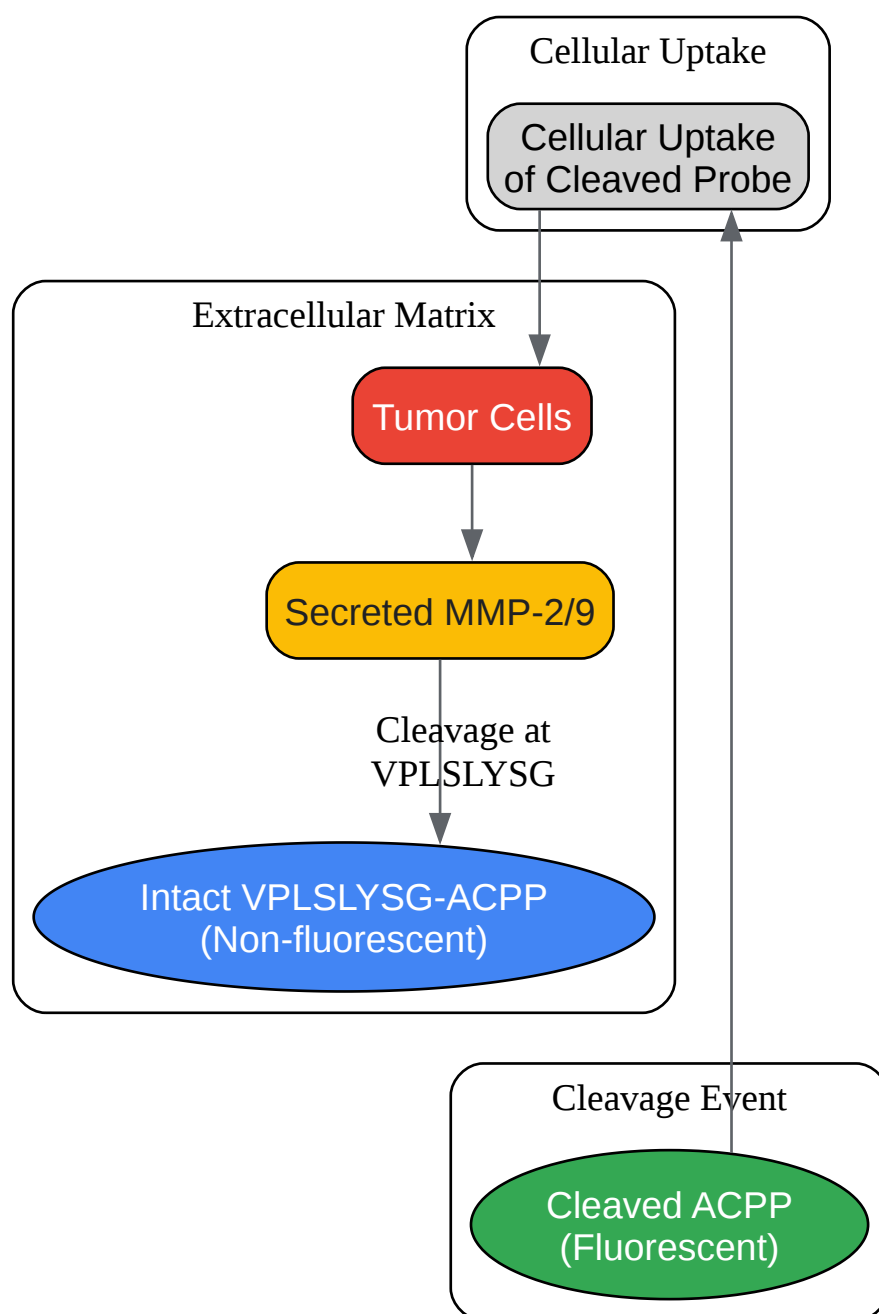 Cellular Uptake
Cellular Uptake
of Cleaved Probe
Extracellular Matrix
Tumor Cells
Secreted MMP-2/9
Cleavage at
VPLSLYSG
Intact VPLSLYSG-ACPP
(Non-fluorescent)
Cleavage Event
Cleaved ACPP
(Fluorescent)